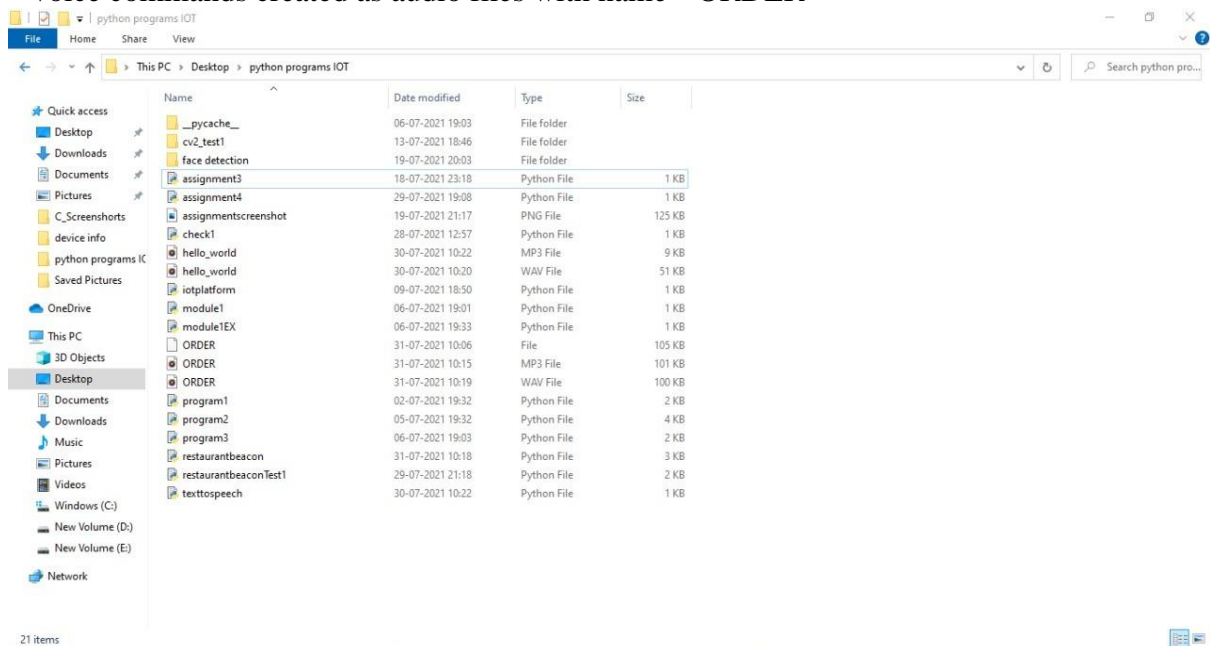 Voice commands created as audio files with name "ORDER"
python programs IOT
File Home Share View
This PC > Desktop > python programs IOT
Search python pro...
Name Date modified Type Size
Quick access
Desktop
Downloads
Documents
Pictures
C_Screenshorts
device info
python programs IC
Saved Pictures
OneDrive
This PC
3D Objects
Desktop
Documents
Downloads
Music
Pictures
Videos
Windows (C:)
New Volume (D:)
New Volume (E:)
Network
__pycache__ 06-07-2021 19:03 File folder
cv2_test1 13-07-2021 18:46 File folder
face detection 19-07-2021 20:03 File folder
assignment3 18-07-2021 23:18 Python File 1 KB
assignment4 29-07-2021 19:08 Python File 1 KB
assignmentscreenshot 19-07-2021 21:17 PNG File 125 KB
check1 28-07-2021 12:57 Python File 1 KB
hello_world 30-07-2021 10:22 MP3 File 9 KB
hello_world 30-07-2021 10:20 WAV File 51 KB
iotplatform 09-07-2021 18:50 Python File 1 KB
module1 06-07-2021 19:01 Python File 1 KB
module1EX 06-07-2021 19:33 Python File 1 KB
ORDER 31-07-2021 10:06 File 105 KB
ORDER 31-07-2021 10:15 MP3 File 101 KB
ORDER 31-07-2021 10:19 WAV File 100 KB
program1 02-07-2021 19:32 Python File 2 KB
program2 05-07-2021 19:32 Python File 4 KB
program3 06-07-2021 19:03 Python File 2 KB
restaurantbeacon 31-07-2021 10:18 Python File 3 KB
restaurantbeaconTest1 29-07-2021 21:18 Python File 2 KB
texttospeech 30-07-2021 10:22 Python File 1 KB
21 items